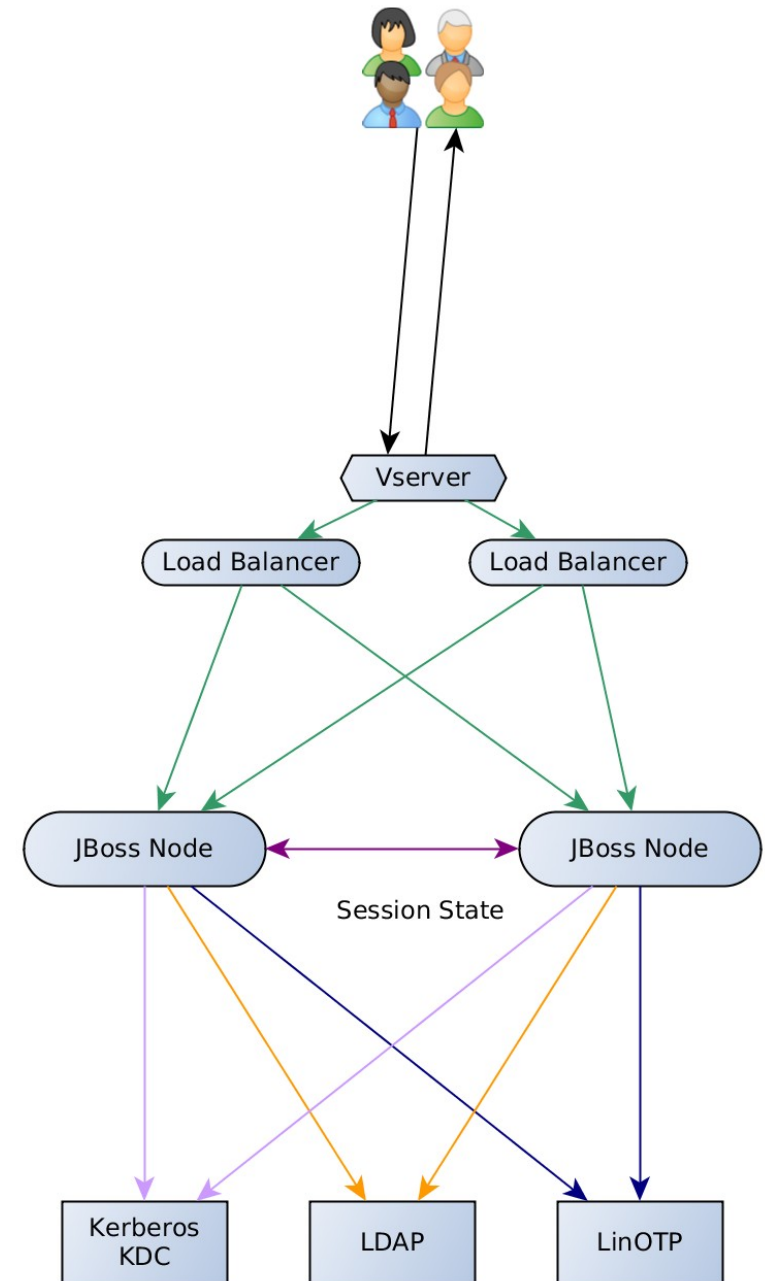 Vserver
Load Balancer
Load Balancer
JBoss Node
JBoss Node
Session State
Kerberos
KDC
LDAP
LinOTP